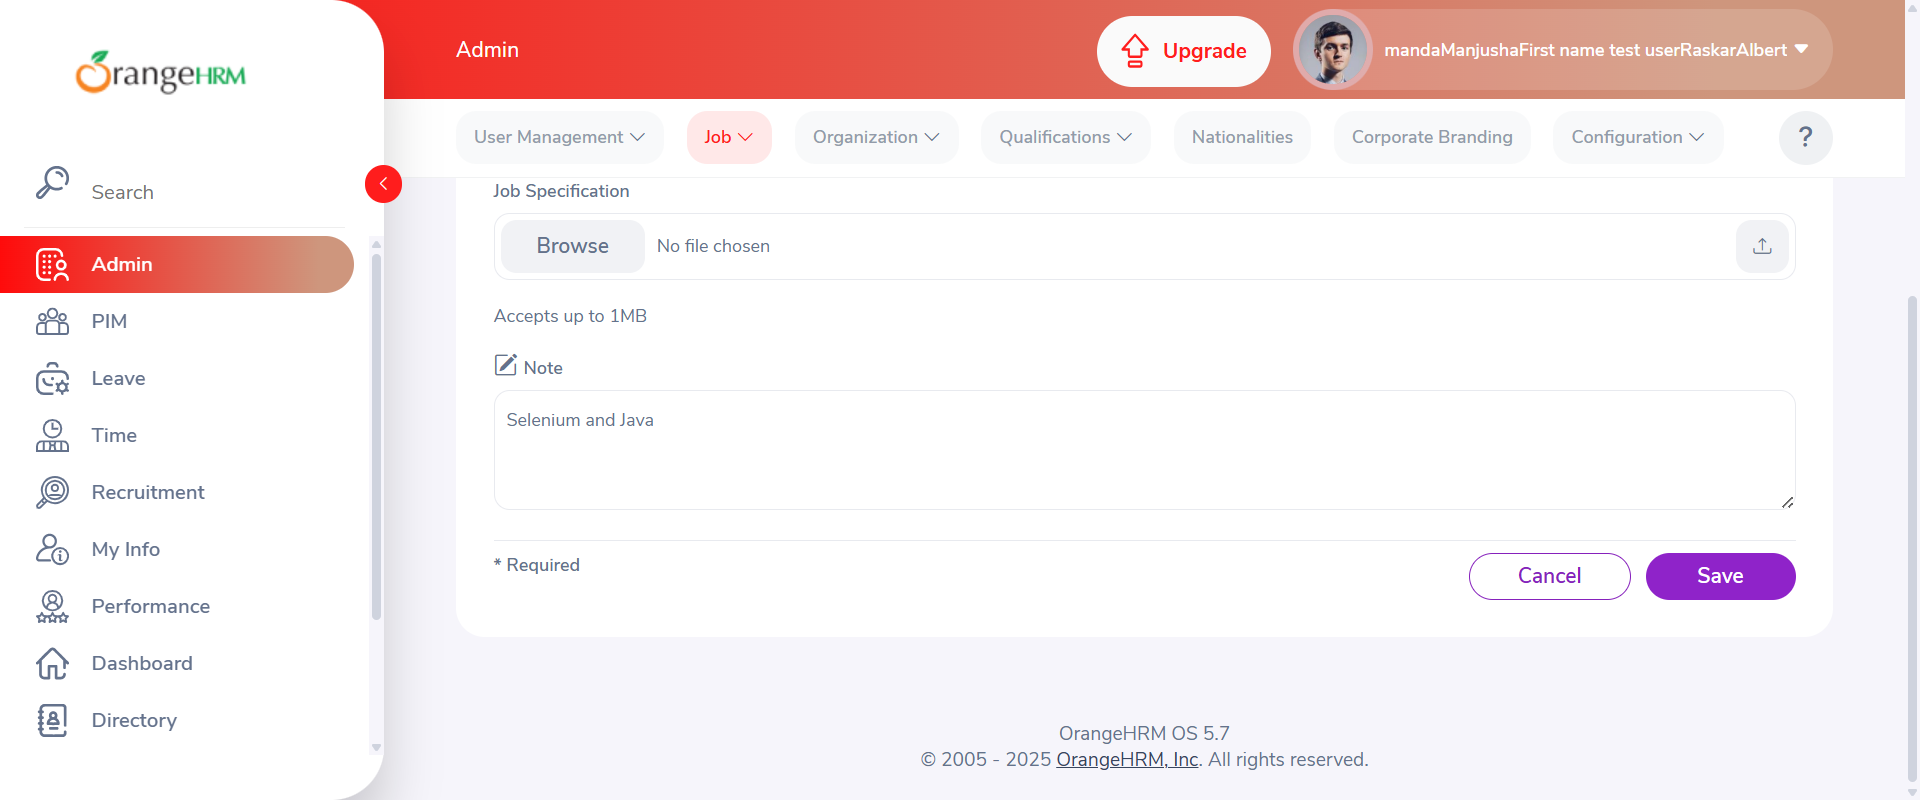 OrangeHRM
Admin
Upgrade
mandaManjushaFirst name test userRaskarAlbert
User Management
Job
Organization
Qualifications
Nationalities
Corporate Branding
Configuration
?
Search
Admin
PIM
Leave
Time
Recruitment
My Info
Performance
Dashboard
Directory
Job Specification
Browse
No file chosen
Accepts up to 1MB
Note
Selenium and Java
* Required
Cancel
Save
OrangeHRM OS 5.7
© 2005 - 2025 OrangeHRM, Inc. All rights reserved.